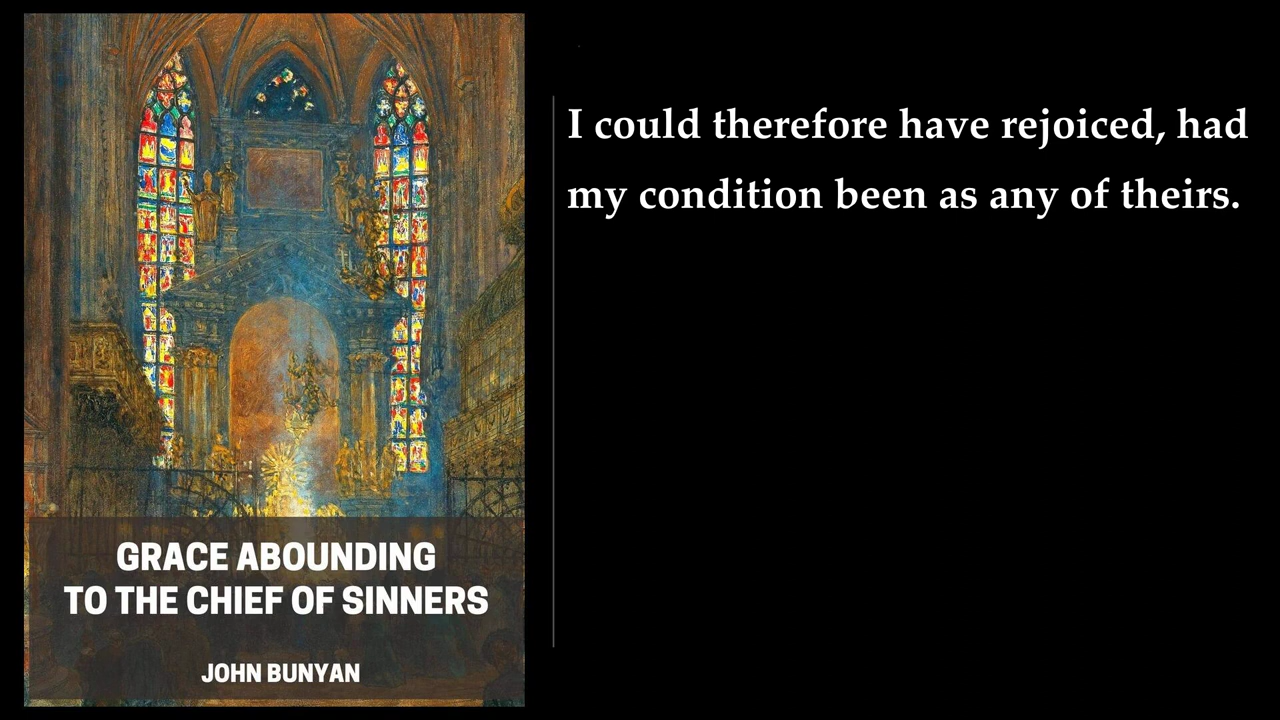 I could therefore have rejoiced, had
my condition been as any of theirs.
GRACE ABOUNDING
TO THE CHIEF OF SINNERS
JOHN BUNYAN